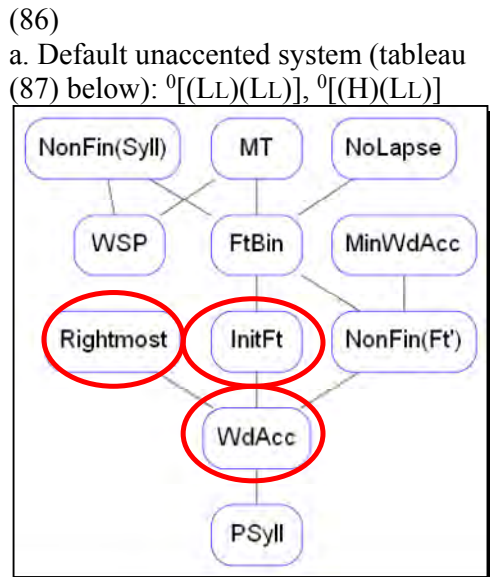 (86)
a. Default unaccented system (tableau
(87) below): ⁰[(LL)(LL)], ⁰[(H)(LL)]
NonFin(Syll) MT NoLapse
WSP FtBin MinWdAcc
Rightmost InitFt NonFin(Ft')
WdAcc
PSyll